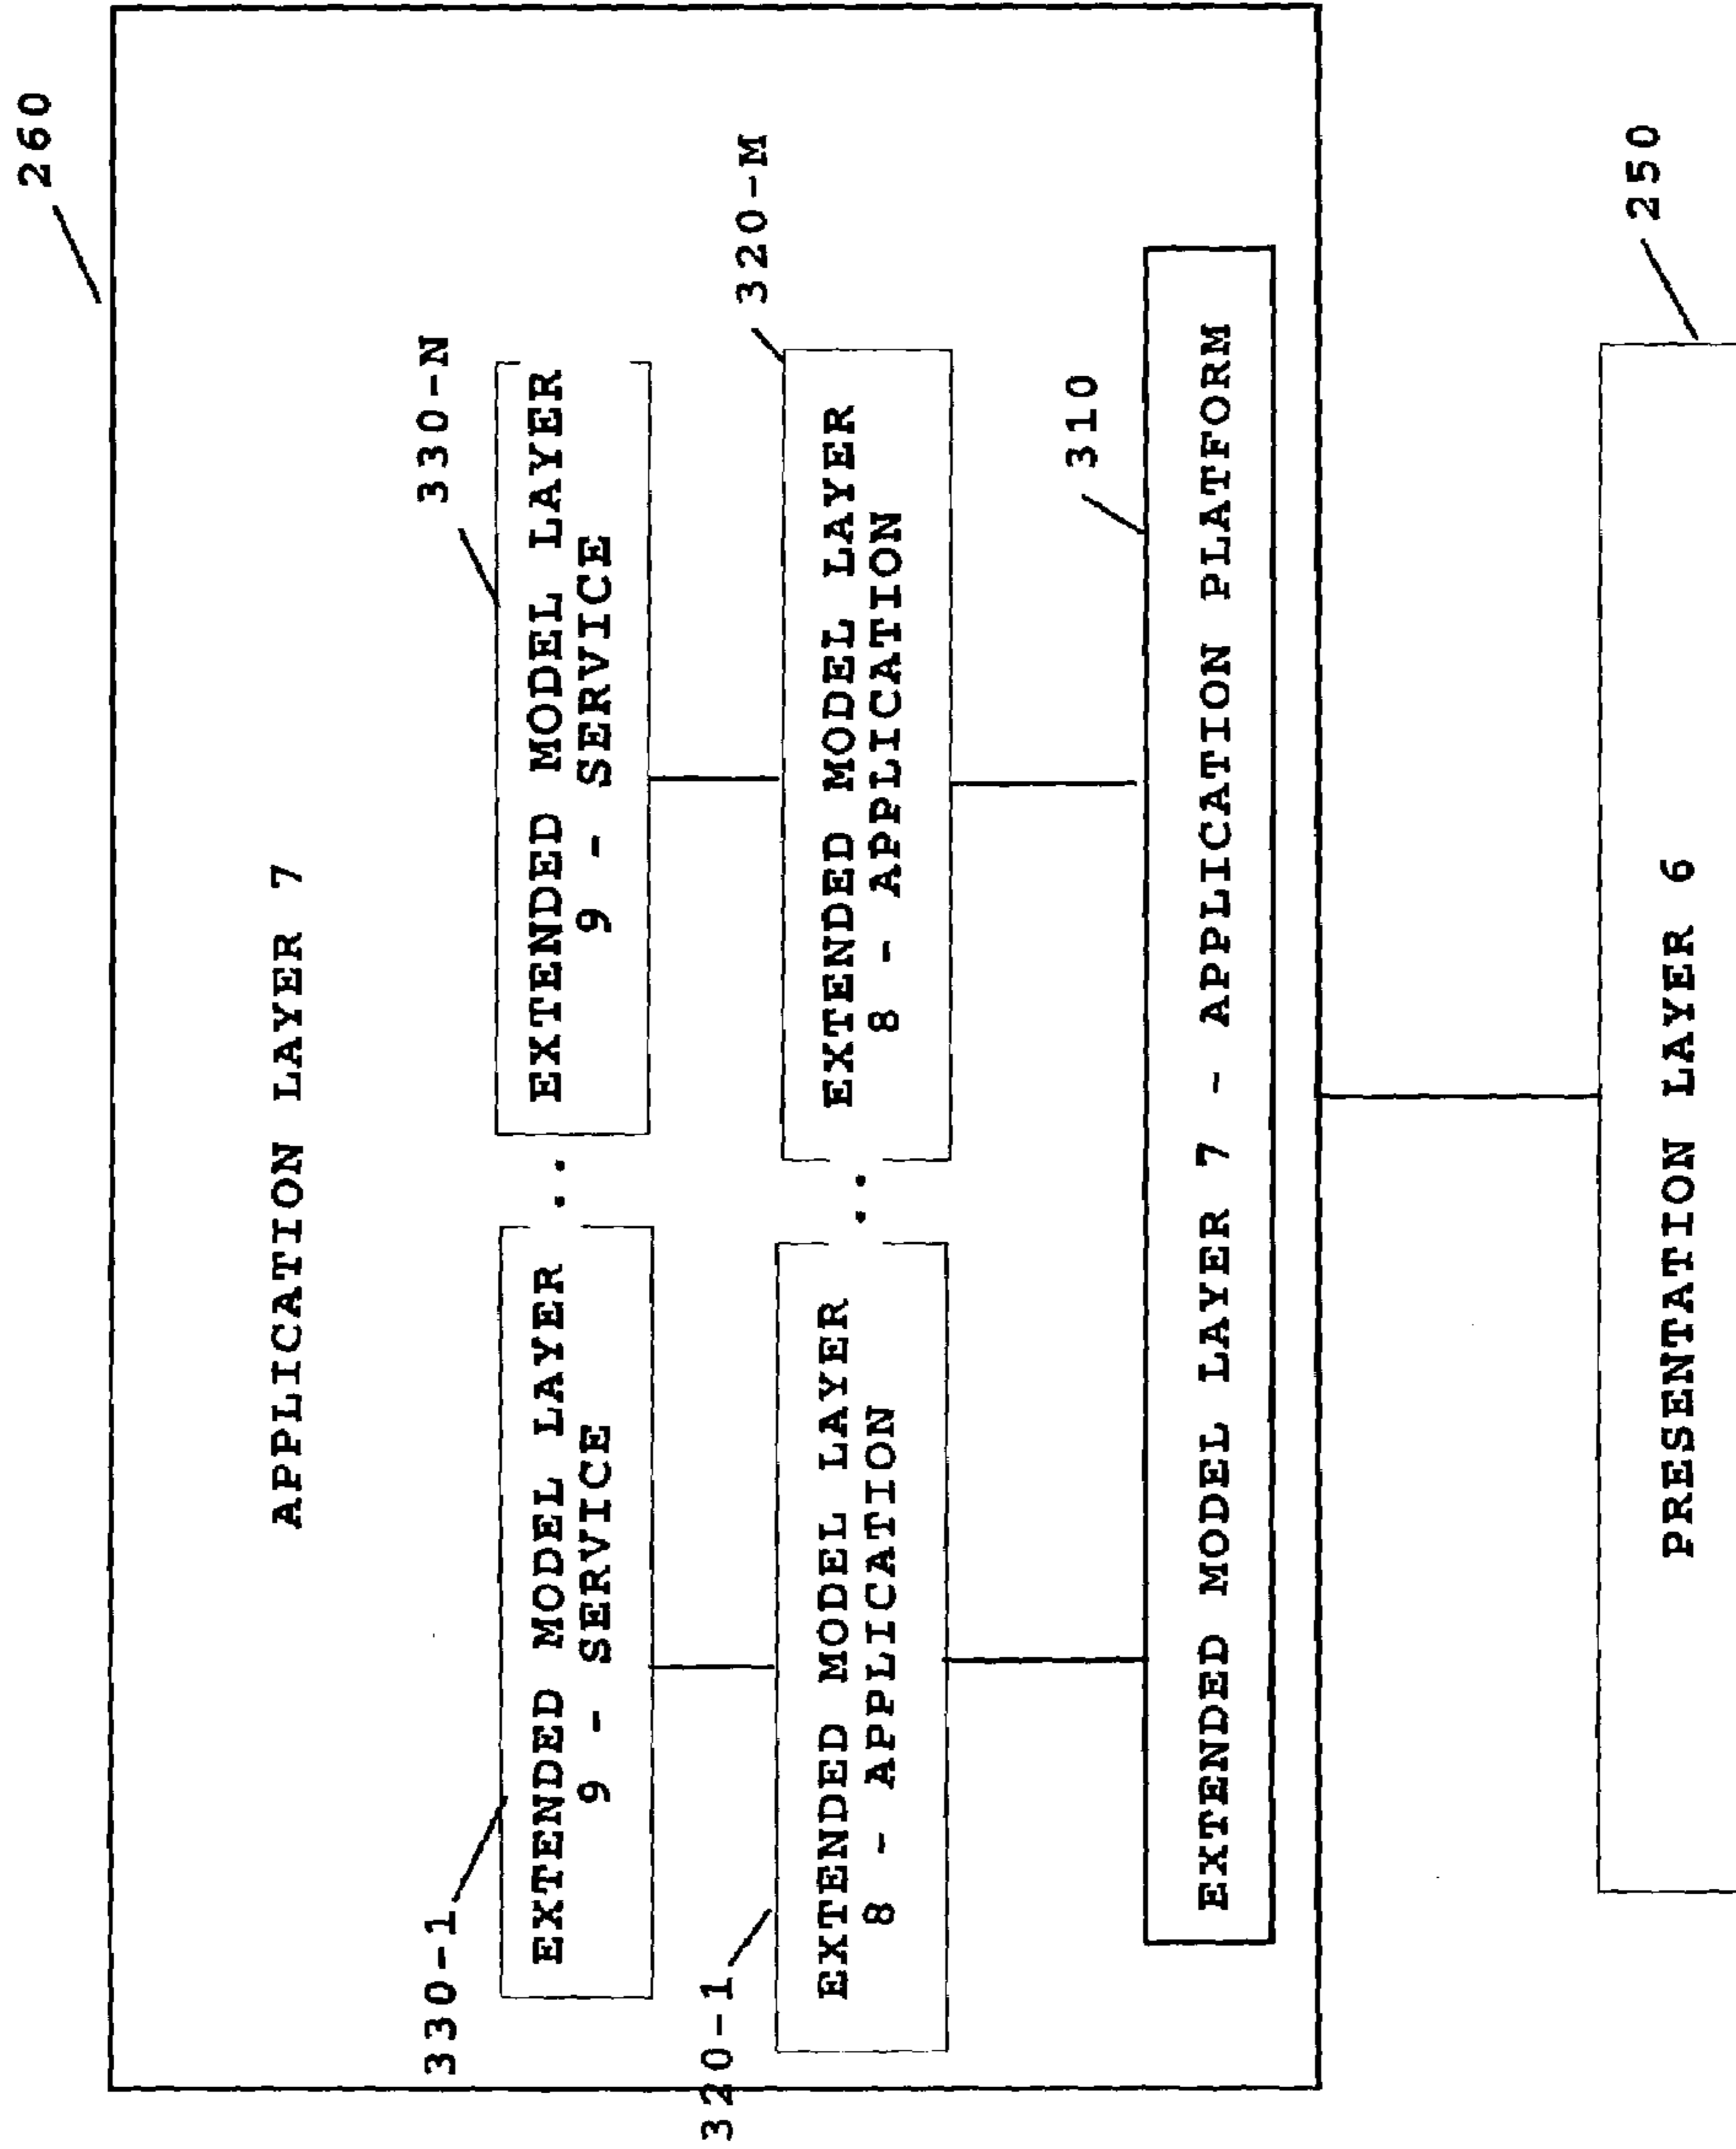 260
APPLICATION LAYER 7
330-1
330-N
EXTENDED MODEL LAYER
9 - SERVICE
..
EXTENDED MODEL LAYER
9 - SERVICE
320-1
320-M
EXTENDED MODEL LAYER
8 - APPLICATION
..
EXTENDED MODEL LAYER
8 - APPLICATION
310
EXTENDED MODEL LAYER 7 - APPLICATION PLATFORM
250
PRESENTATION LAYER 6